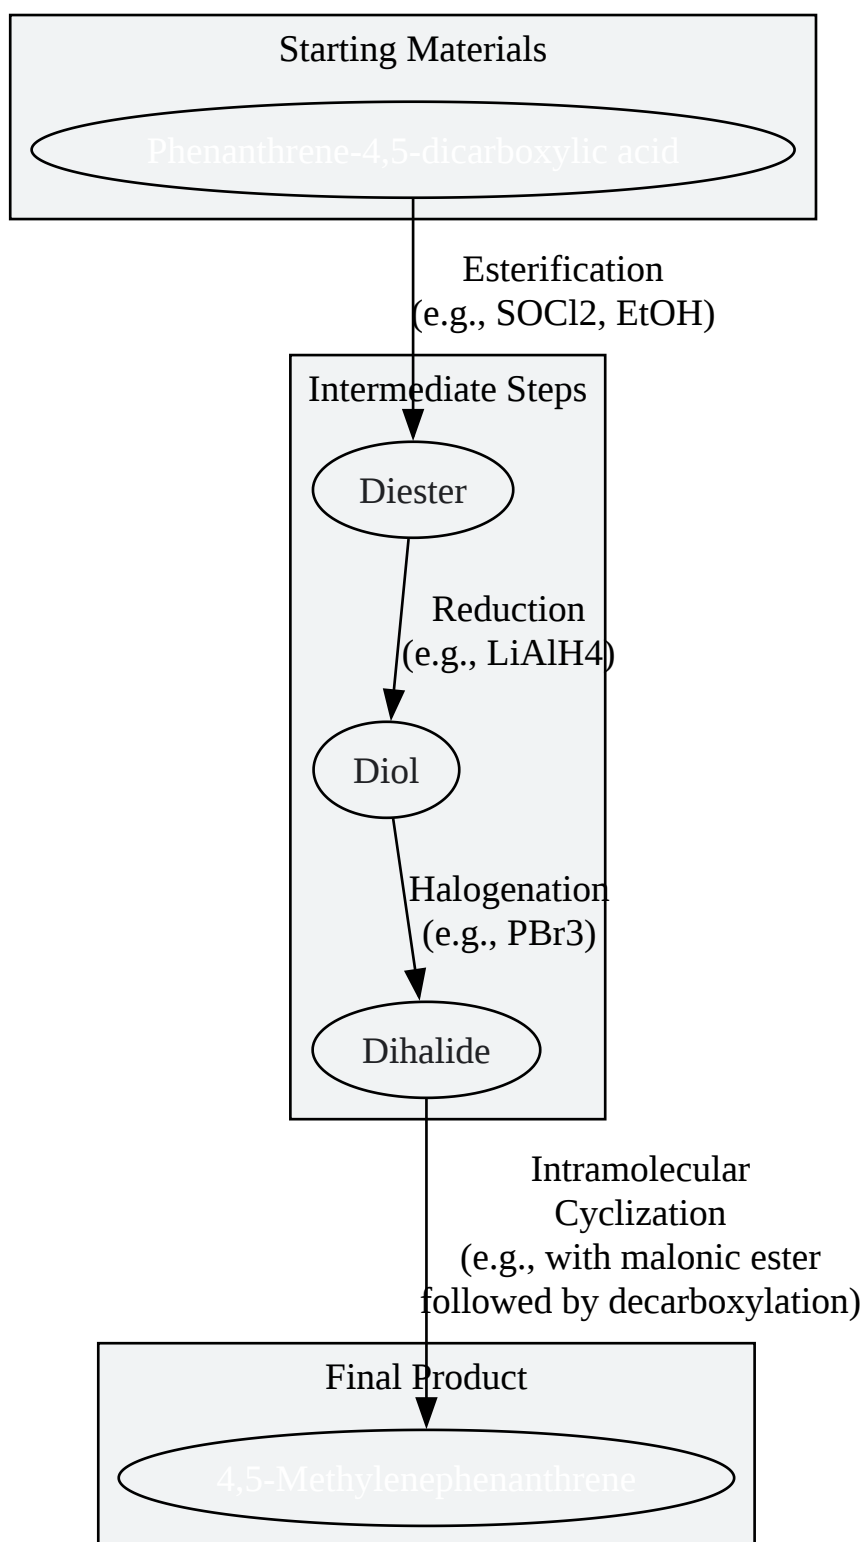 Starting Materials
Phenanthrene-4,5-dicarboxylic acid
Esterification
(e.g., SOCl2, EtOH)
Intermediate Steps
Diester
Reduction
(e.g., LiAlH4)
Diol
Halogenation
(e.g., PBr3)
Dihalide
Intramolecular
Cyclization
(e.g., with malonic ester
followed by decarboxylation)
Final Product
4,5-Methylenephenanthrene